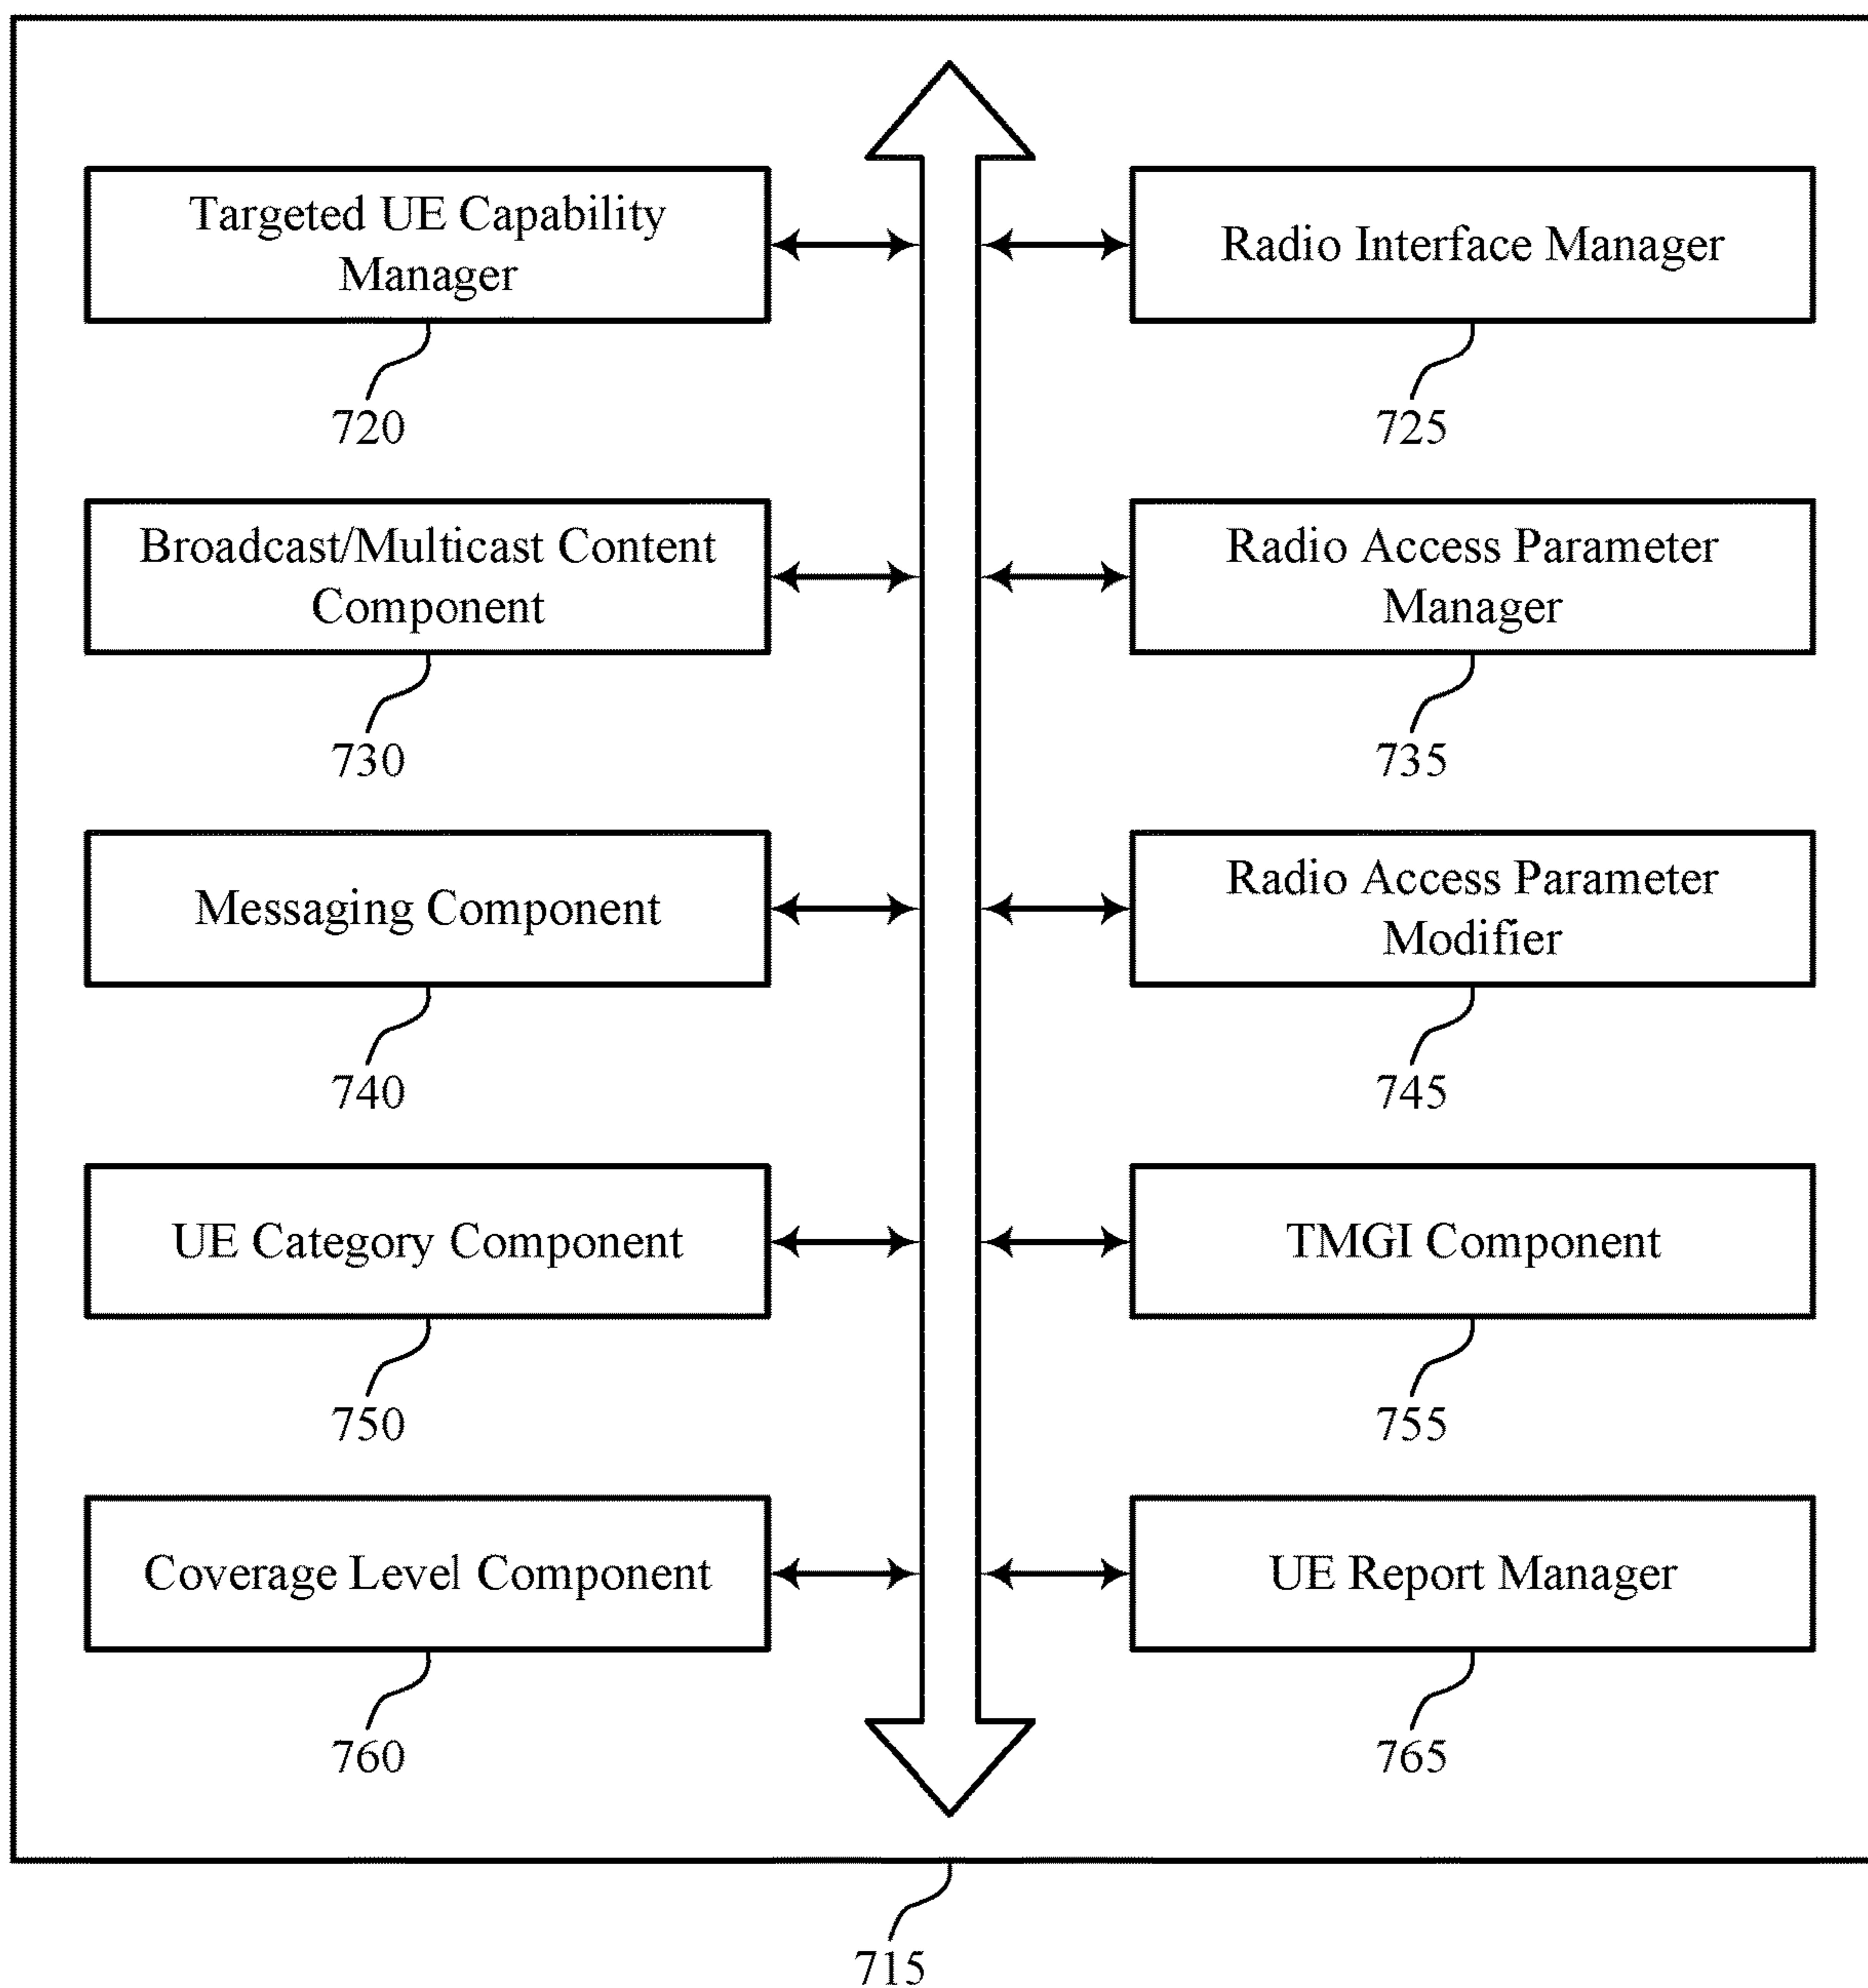 Targeted UE Capability
Manager
720
Radio Interface Manager
725
Broadcast/Multicast Content
Component
730
Radio Access Parameter
Manager
735
Messaging Component
740
Radio Access Parameter
Modifier
745
UE Category Component
750
TMGI Component
755
Coverage Level Component
760
UE Report Manager
765
715